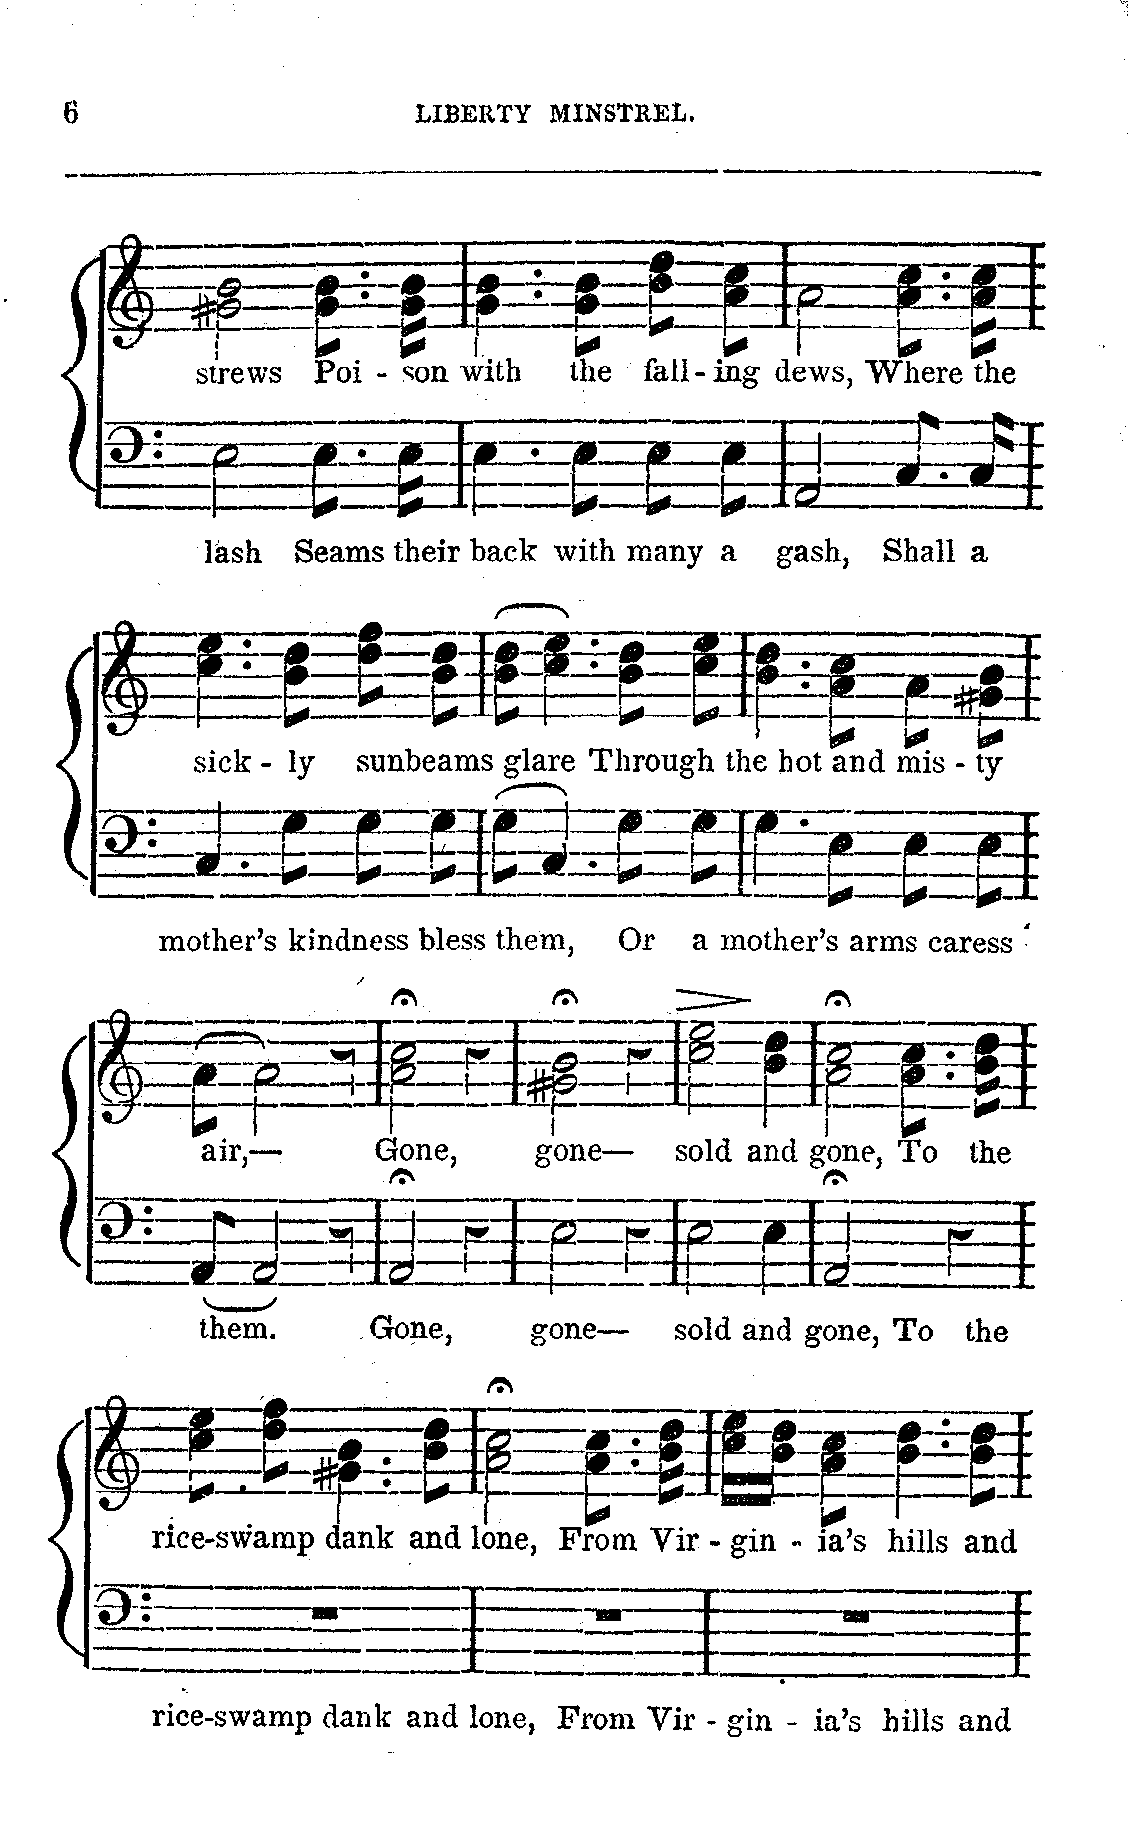 6 LIBERTY MINSTREL.
strews Poi - son with the fall - ing dews, Where the
lash Seams their back with many a gash, Shall a
sick - ly sunbeams glare Through the hot and mis - ty
mother's kindness bless them, Or a mother's arms caress
air,— Gone, gone— sold and gone, To the
them. Gone, gone— sold and gone, To the
rice-swamp dank and lone, From Vir - gin - ia's hills and
rice-swamp dank and lone, From Vir - gin - ia's hills and